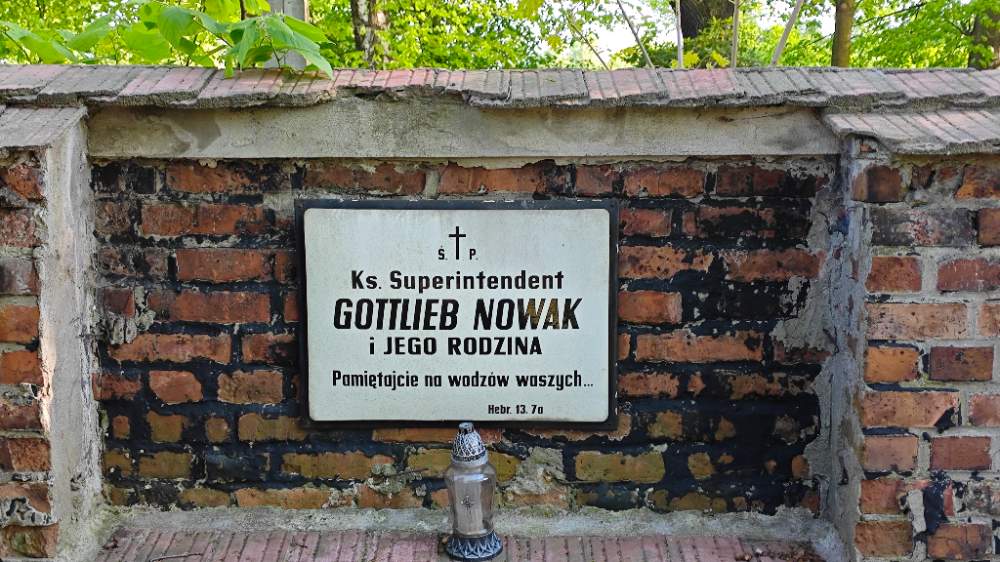 Ś. † P.
Ks. Superintendent
GOTTLIEB NOWAK
i JEGO RODZINA
Pamiętajcie na wodzów waszych...
Hebr. 13. 7a